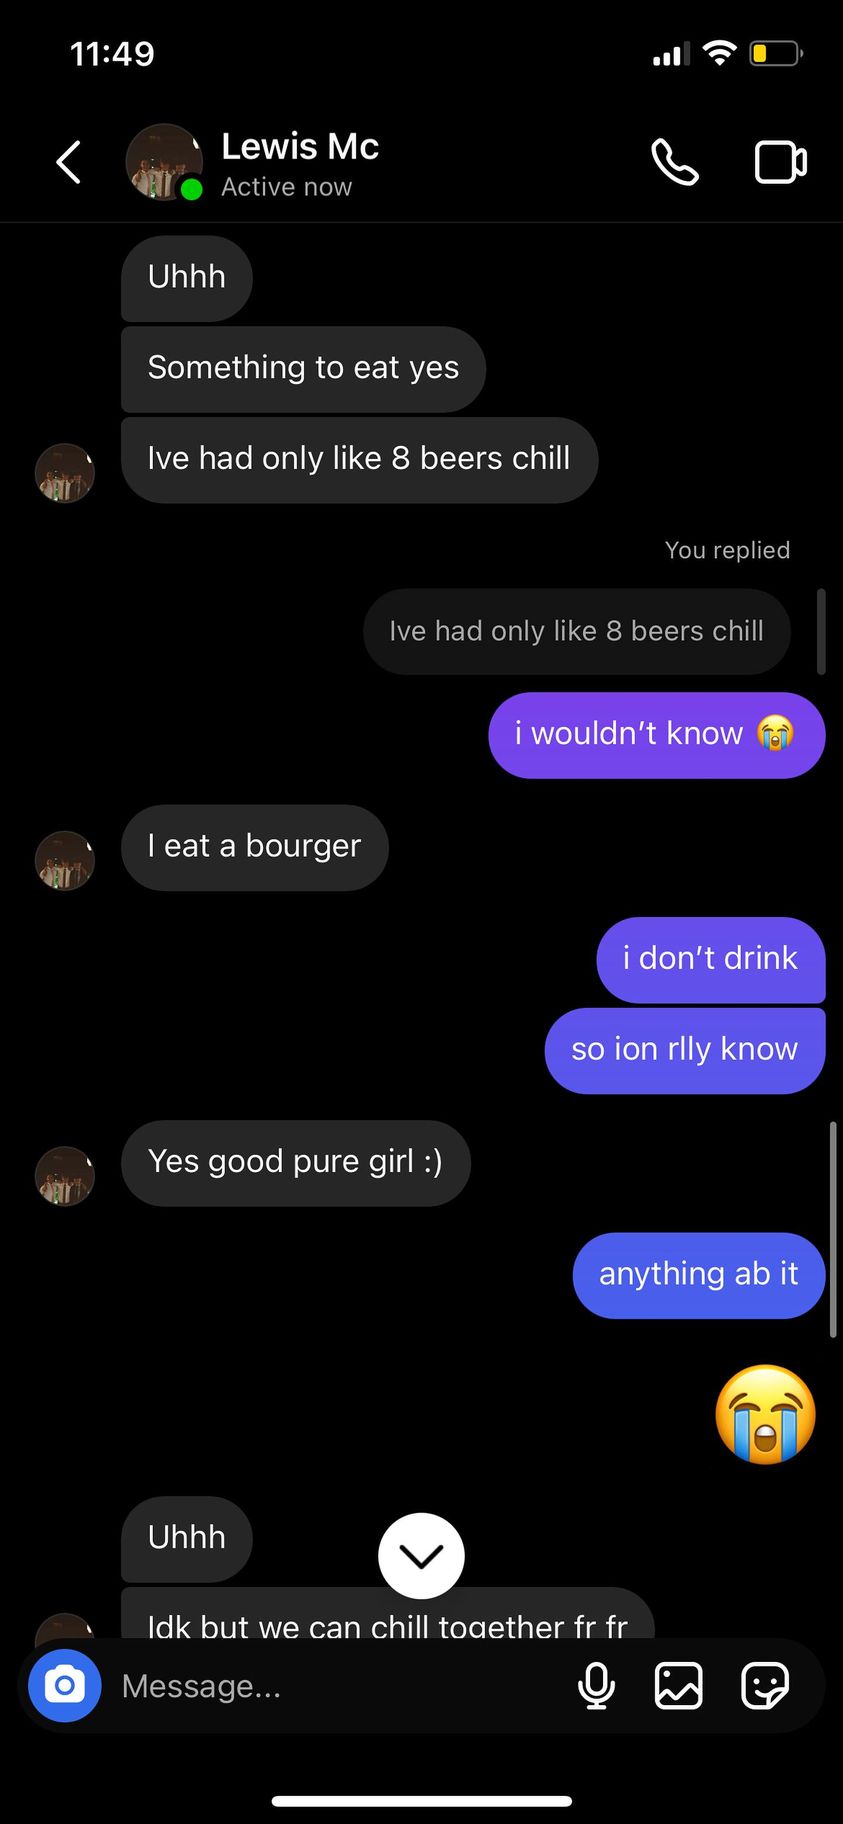 11:49
Lewis Mc
Active now
Uhhh
Something to eat yes
Ive had only like 8 beers chill
You replied
Ive had only like 8 beers chill
i wouldn’t know 😭
I eat a bourger
i don’t drink
so ion rlly know
Yes good pure girl :)
anything ab it
😭
Uhhh
Idk but we can chill together fr fr
Message...